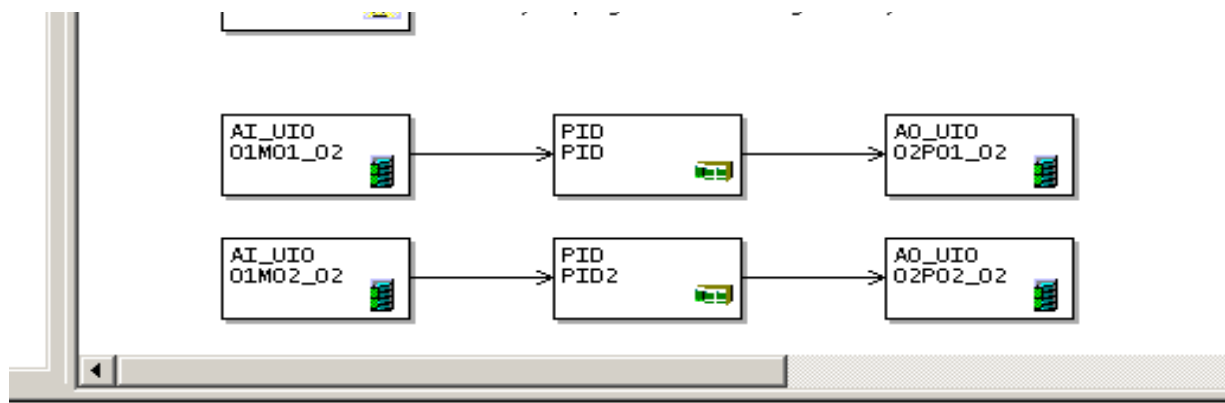 AI_UIO
01M01_02
PID
PID
AO_UIO
02P01_02
AI_UIO
01M02_02
PID
PID2
AO_UIO
02P02_02